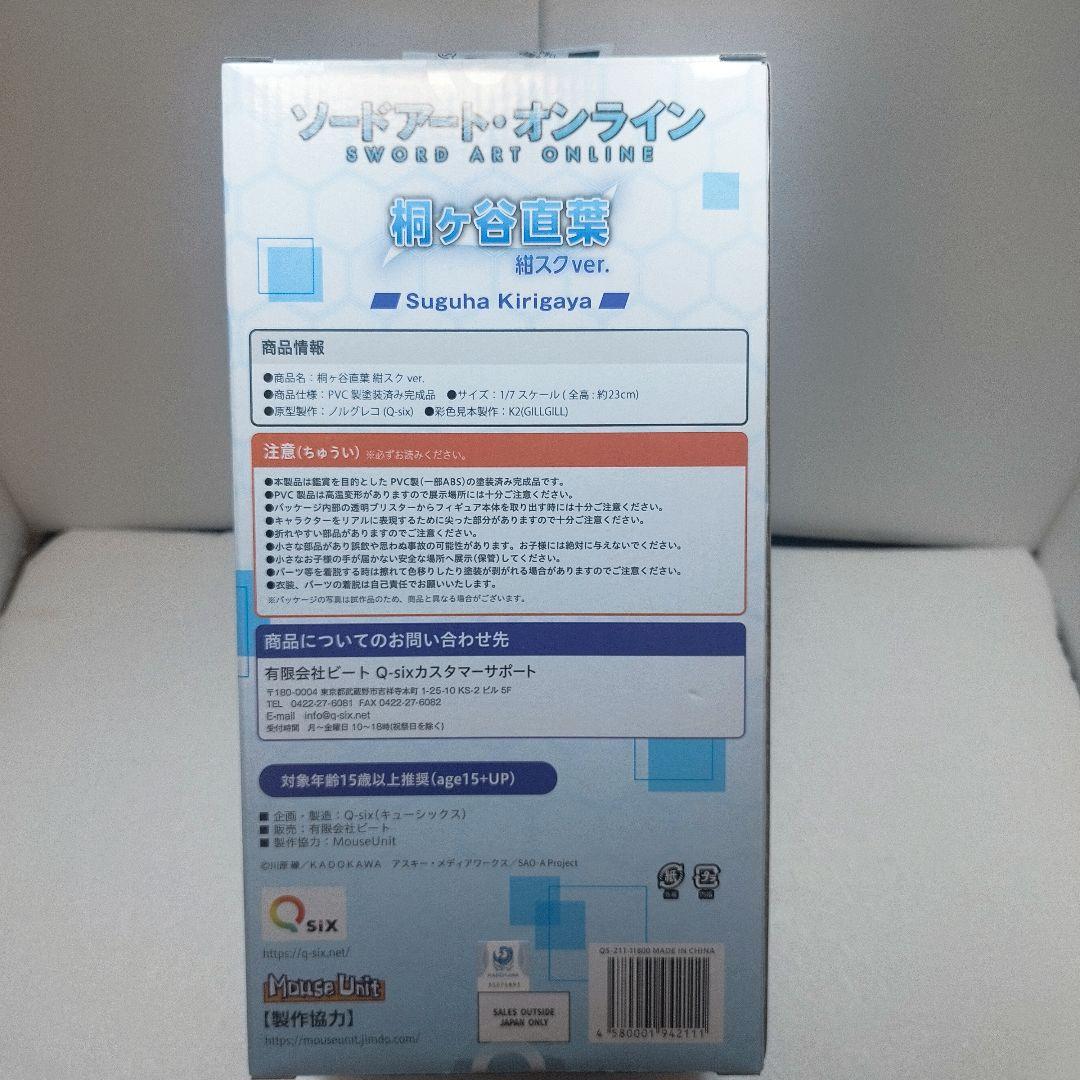 ソードアート・オンライン
SWORD ART ONLINE
桐ヶ谷直葉
紺スクver.
Suguha Kirigaya
商品情報
●商品名：桐ヶ谷直葉 紺スク ver.
●商品仕様：PVC 製塗装済み完成品 ●サイズ：1/7 スケール ( 全高 : 約23cm)
●原型製作：ノルグレコ (Q-six) ●彩色見本製作：K2(GILLGILL)
注意(ちゅうい) ※必ずお読みください。
●本製品は鑑賞を目的とした PVC製(一部ABS)の塗装済み完成品です。
●PVC 製品は高温変形がありますので展示場所には十分ご注意ください。
●パッケージ内部の透明ブリスターからフィギュア本体を取り出す時には十分ご注意ください。
●キャラクターをリアルに表現するために尖った部分がありますので十分ご注意ください。
●折れやすい部品がありますのでご注意ください。
●小さな部品があり誤飲や思わぬ事故の可能性があります。お子様には絶対に与えないでください。
●小さなお子様の手が届かない安全な場所へ展示(保管)してください。
●パーツ等を着脱する時は擦れて色移りしたり塗装が剥がれる場合がありますのでご注意ください。
●衣装、パーツの着脱は自己責任でお願いいたします。
※パッケージの写真は試作品のため、商品と異なる場合がございます。
商品についてのお問い合わせ先
有限会社ビート Q-sixカスタマーサポート
〒180-0004 東京都武蔵野市吉祥寺本町 1-25-10 KS-2 ビル 5F
TEL 0422-27-6081 FAX 0422-27-6082
E-mail info@q-six.net
受付時間 月～金曜日 10～18時(祝祭日を除く)
対象年齢15歳以上推奨(age15+UP)
■ 企画・製造：Q-six(キューシックス)
■ 販売：有限会社ビート
■ 製作協力：MouseUnit
©川原 礫／KADOKAWA アスキー・メディアワークス／SAO-A Project
紙
プラ
Q six
https://q-six.net/
Mouse Unit
【製作協力】
https://mouseunit.jimdo.com/
KADOKAWA
SALES OUTSIDE
JAPAN ONLY
QS-211-11800 MADE IN CHINA
4 580001 942111